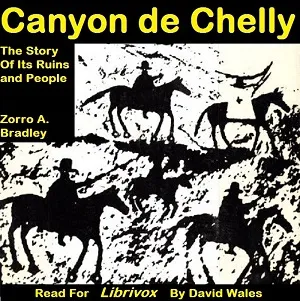 Canyon de Chelly
The Story
Of Its Ruins
and People
Zorro A.
Bradley
Read For Librivox By David Wales